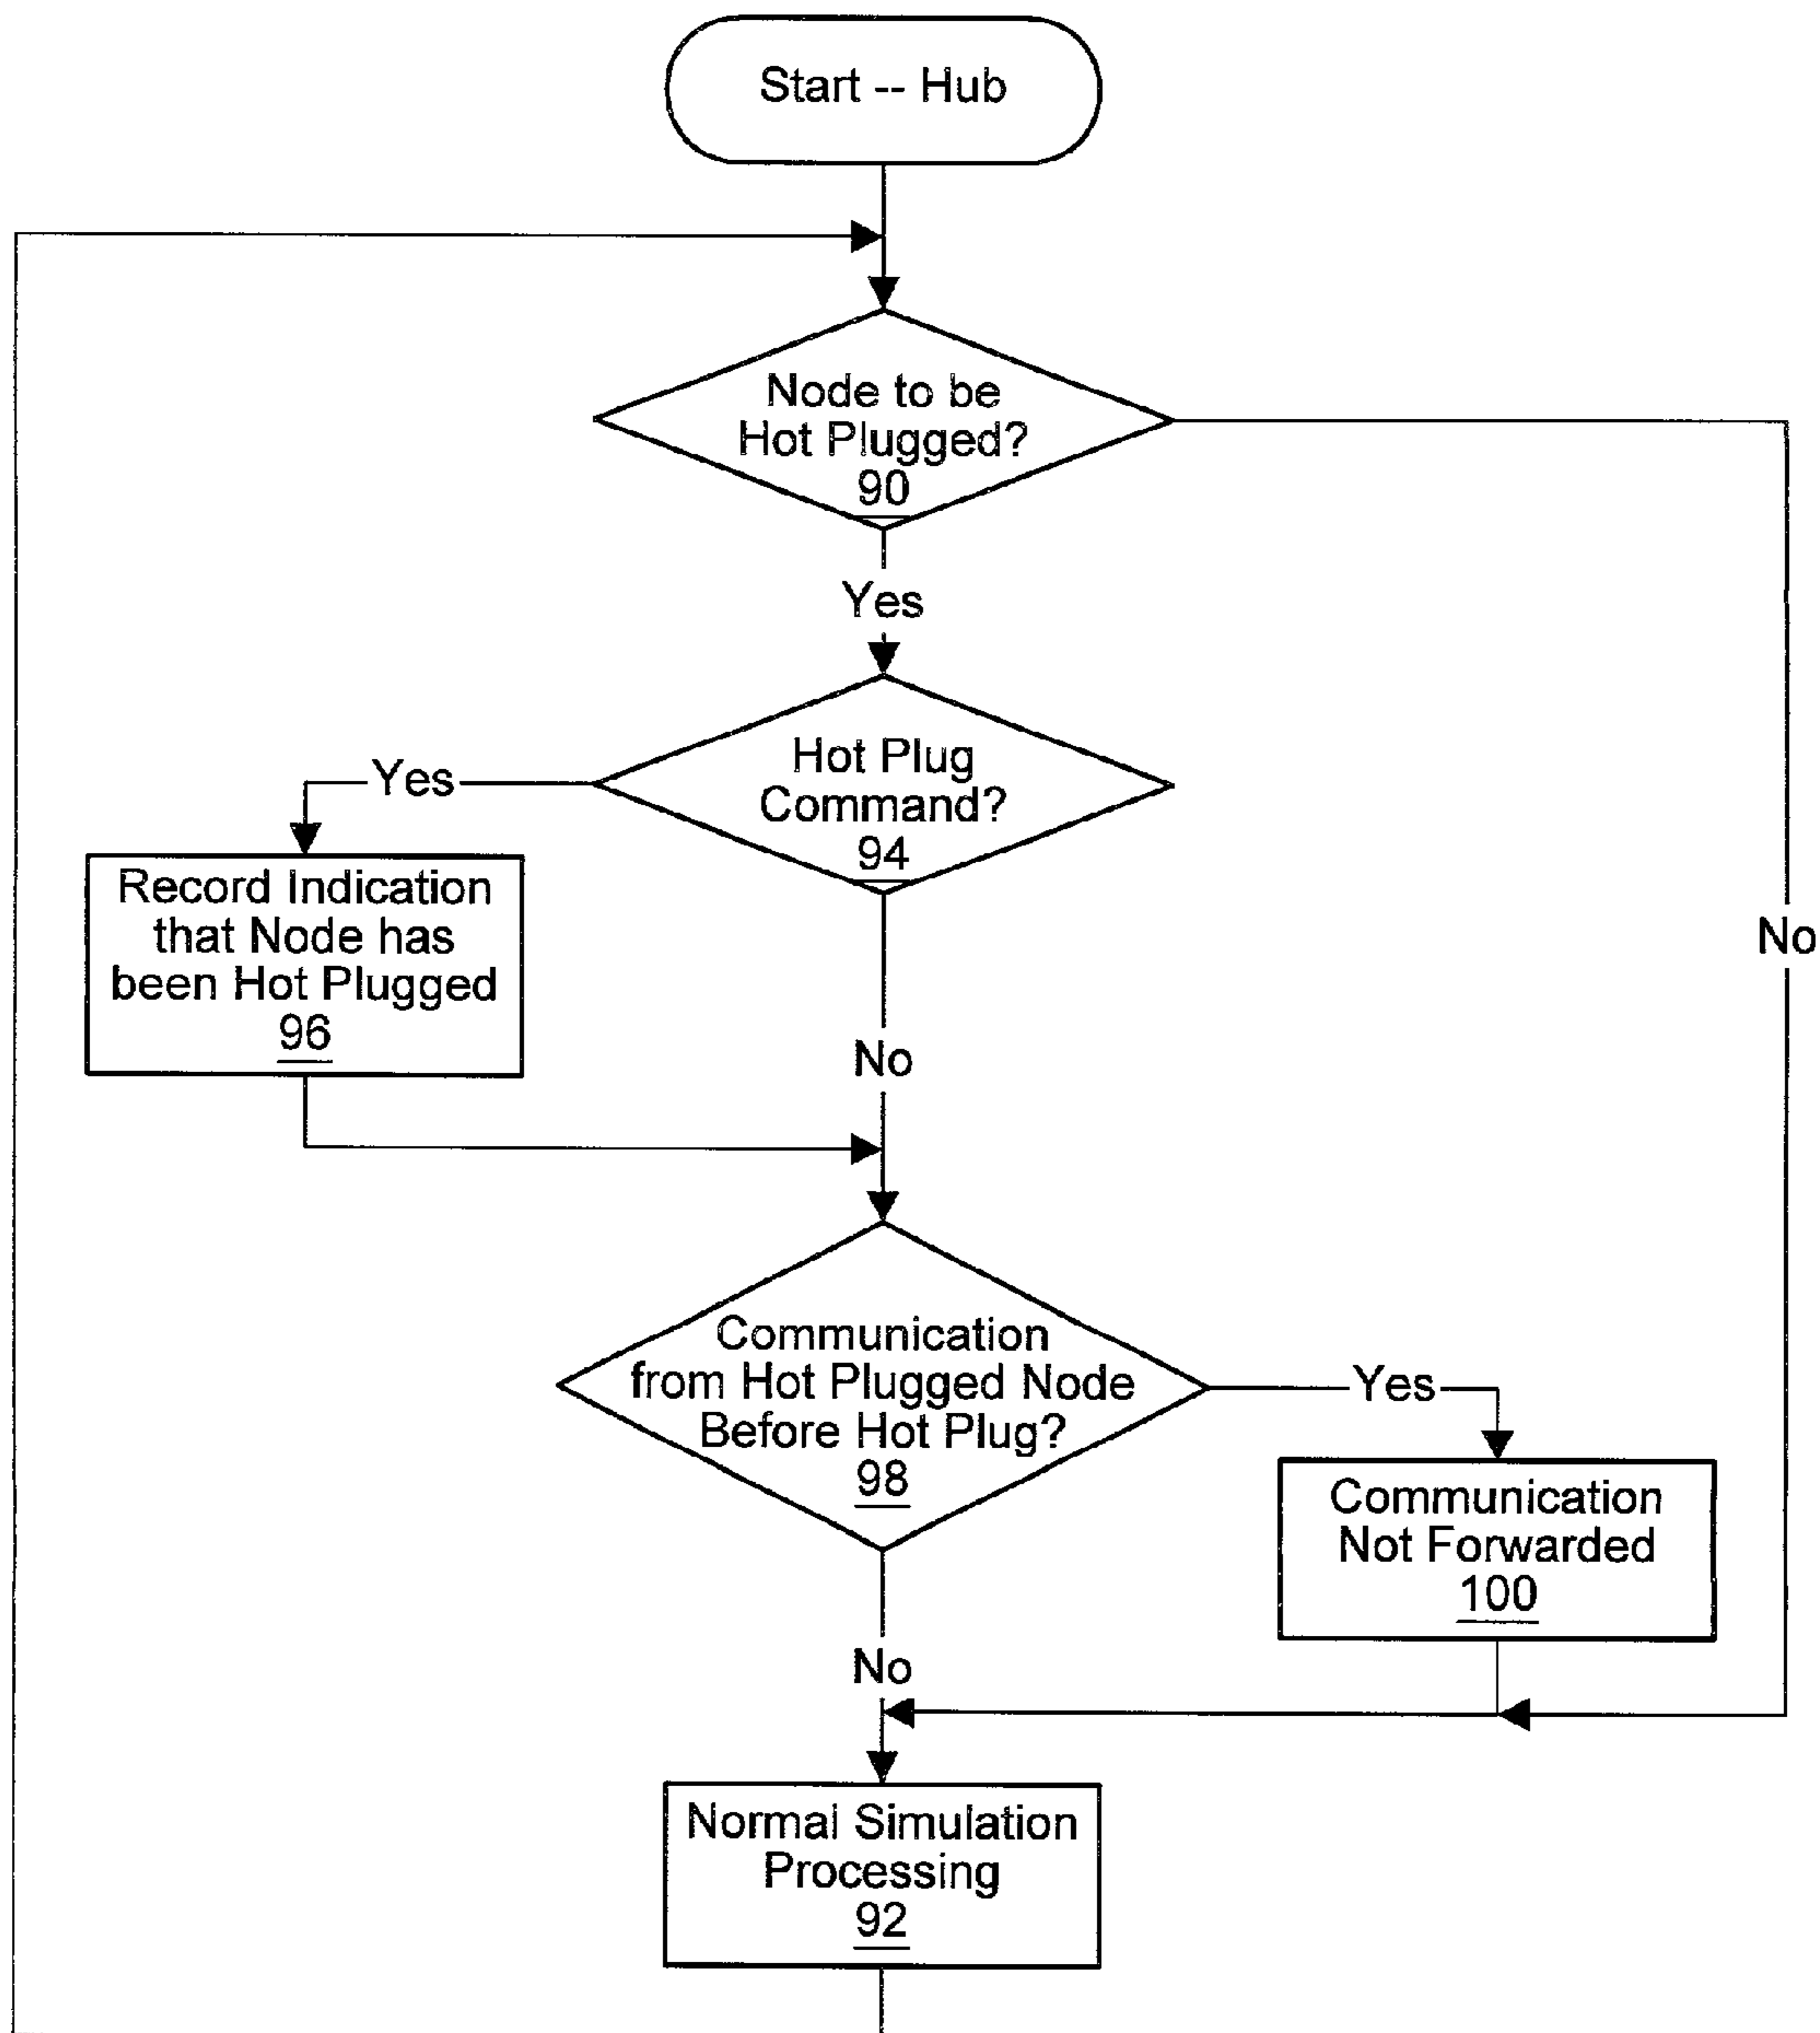 Start -- Hub
Node to be
Hot Plugged?
90
Yes
Hot Plug
Command?
94
Yes
Record Indication
that Node has
been Hot Plugged
96
No
No
Communication
from Hot Plugged Node
Before Hot Plug?
98
Yes
Communication
Not Forwarded
100
No
Normal Simulation
Processing
92